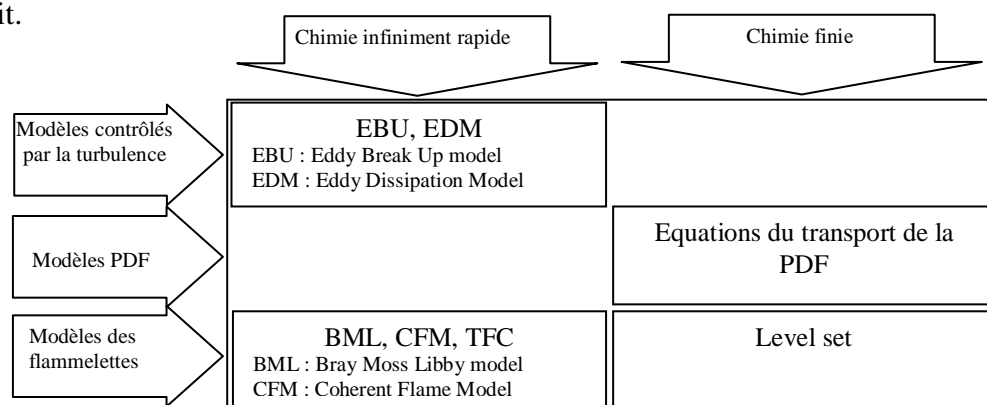 it.
Chimie infiniment rapide
Chimie finie
Modèles contrôlés
par la turbulence
EBU, EDM
EBU : Eddy Break Up model
EDM : Eddy Dissipation Model
Modèles PDF
Equations du transport de la
PDF
Modèles des
flammelettes
BML, CFM, TFC
BML : Bray Moss Libby model
CFM : Coherent Flame Model
Level set